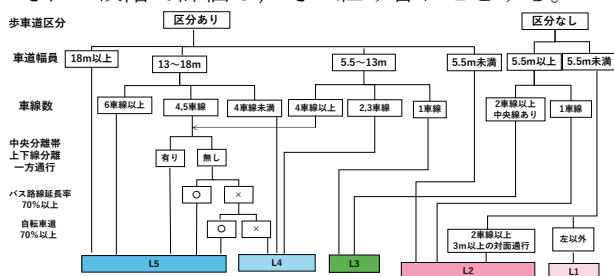 歩車道区分
区分あり
区分なし
車道幅員
18m以上
13～18m
5.5～13m
5.5m未満
5.5m以上
5.5m未満
車線数
6車線以上
4,5車線
4車線未満
4車線以上
2,3車線
1車線
2車線以上
中央線あり
1車線
中央分離帯
上下線分離
一方通行
有り
無し
バス路線延長率
70%以上
〇
×
自転車道
70%以上
〇
×
2車線以上
3m以上の対面通行
左以外
L5
L4
L3
L2
L1